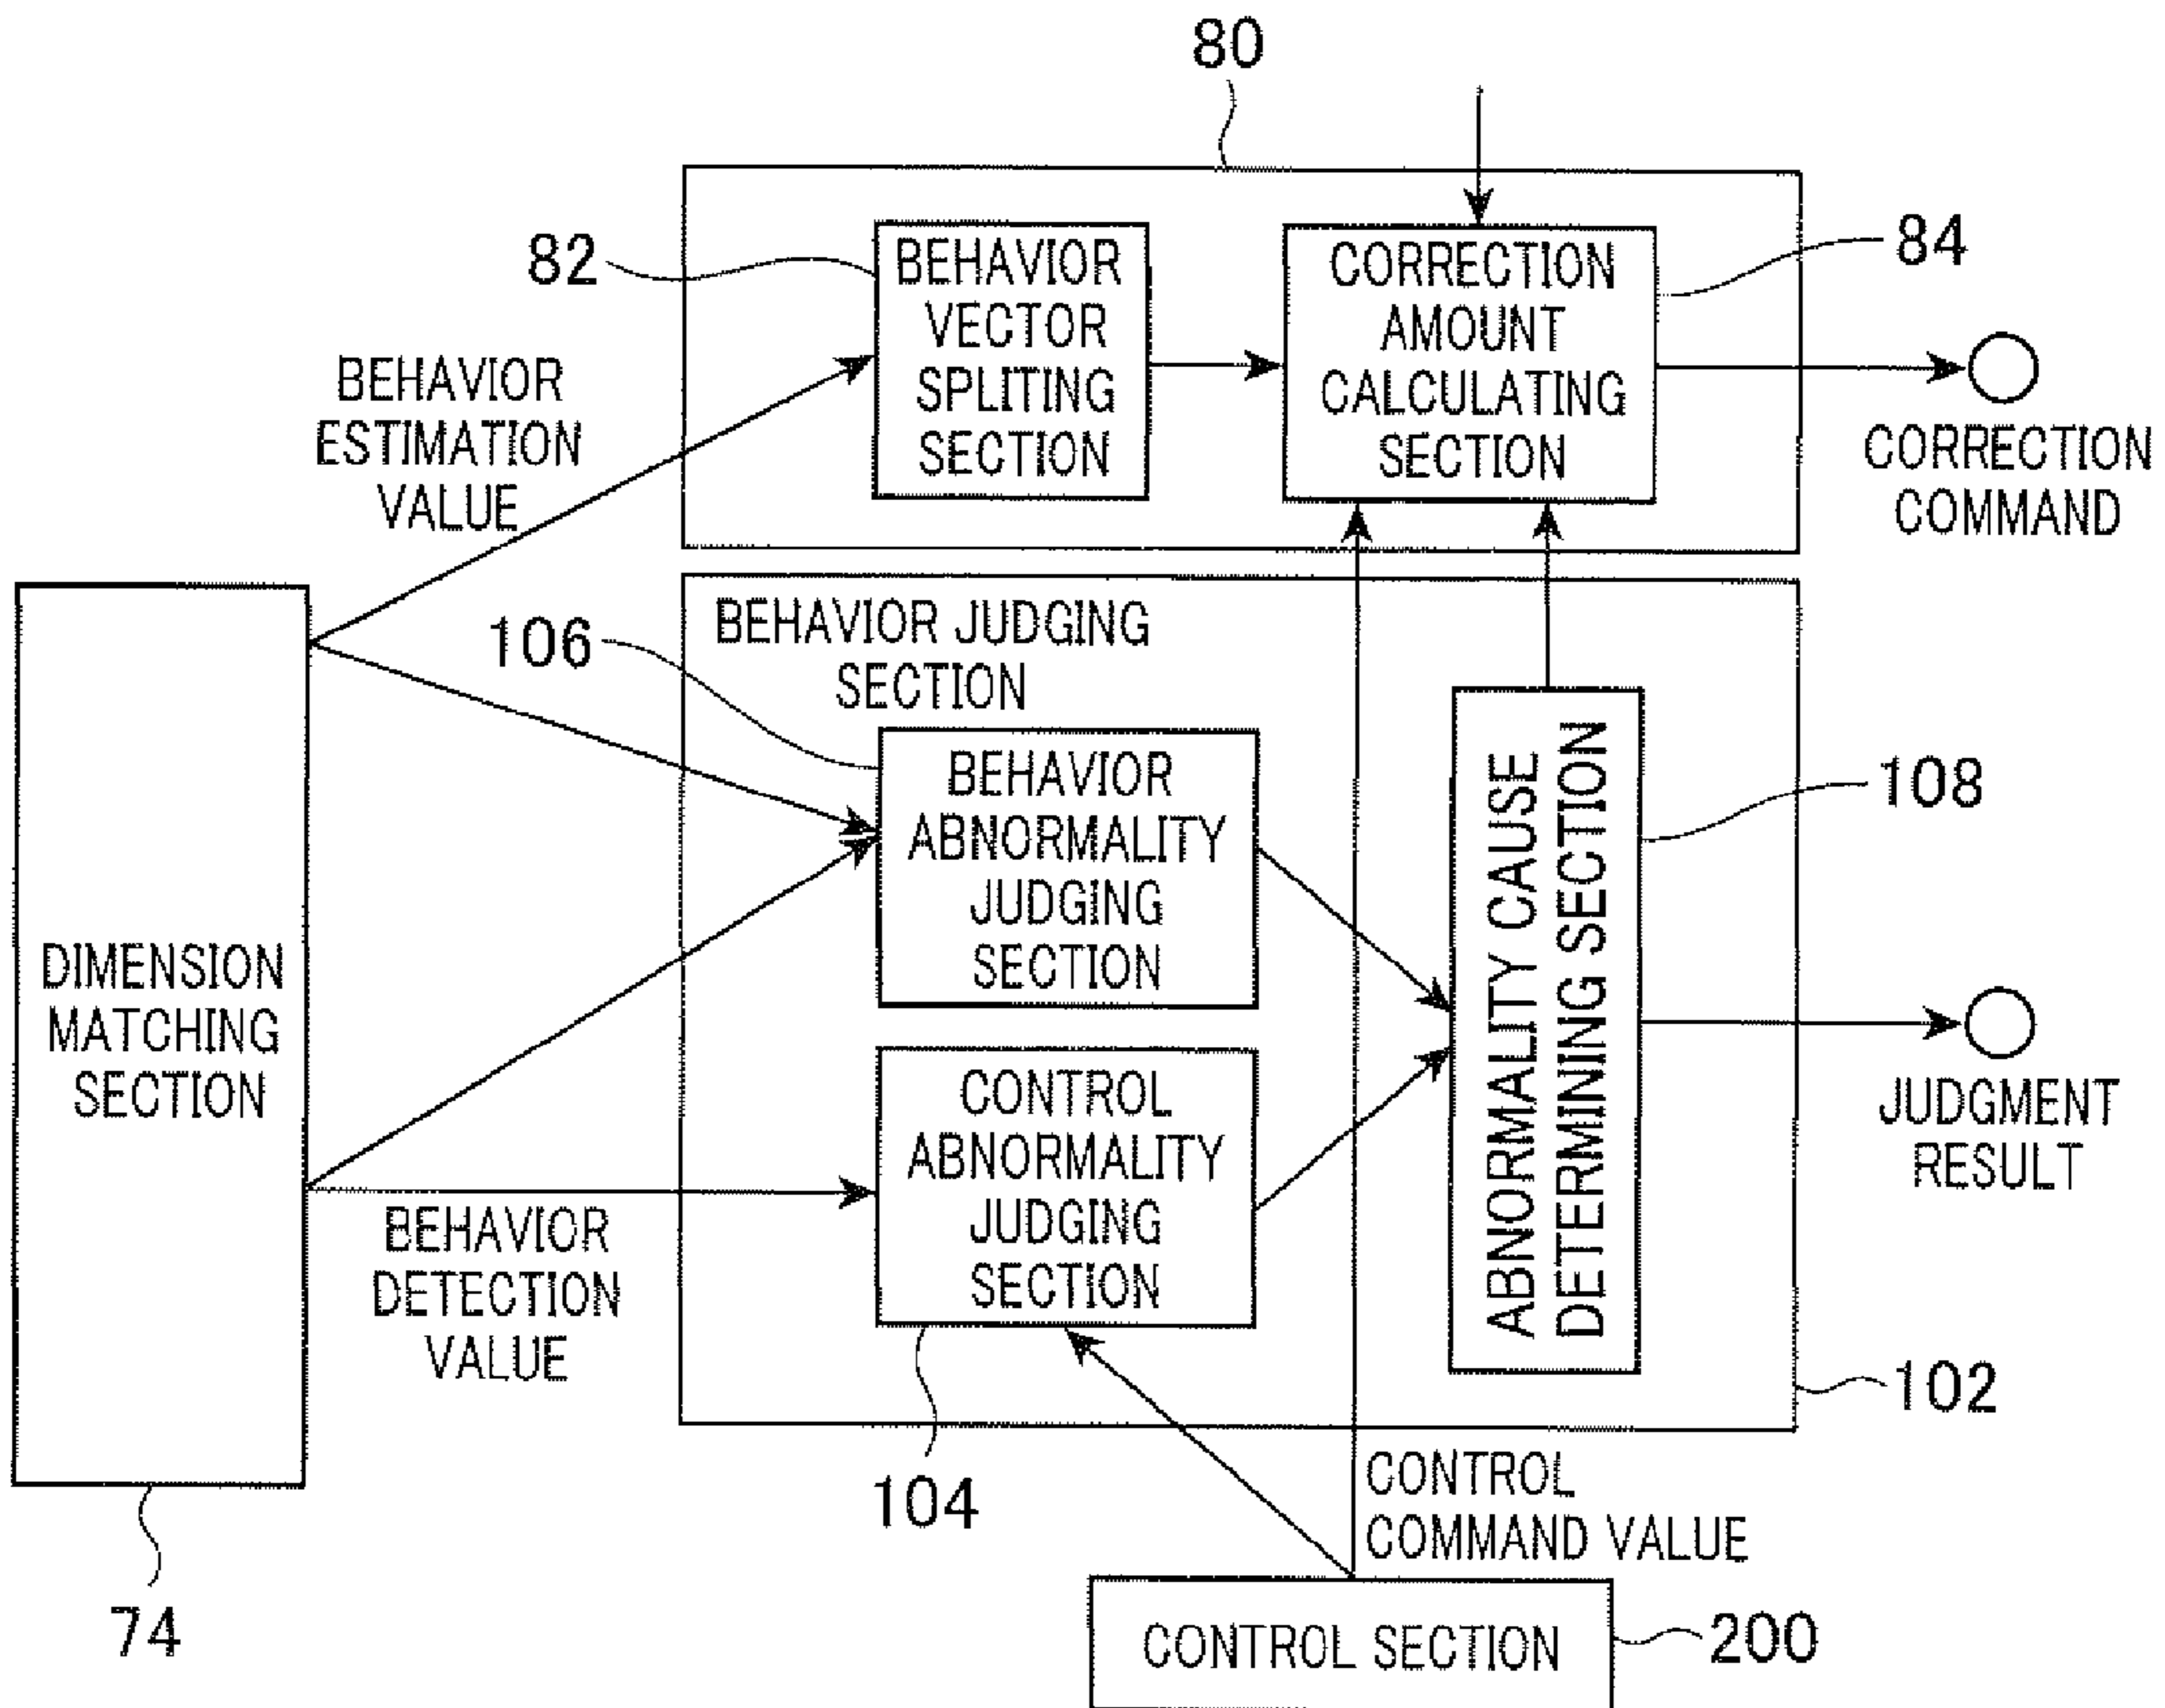 80
82
BEHAVIOR
VECTOR
SPLITING
SECTION
CORRECTION
AMOUNT
CALCULATING
SECTION
84
BEHAVIOR
ESTIMATION
VALUE
CORRECTION
COMMAND
BEHAVIOR JUDGING
SECTION
106
BEHAVIOR
ABNORMALITY
JUDGING
SECTION
ABNORMALITY CAUSE
DETERMINING SECTION
108
DIMENSION
MATCHING
SECTION
CONTROL
ABNORMALITY
JUDGING
SECTION
JUDGMENT
RESULT
BEHAVIOR
DETECTION
VALUE
102
104
CONTROL
COMMAND VALUE
74
CONTROL SECTION
200